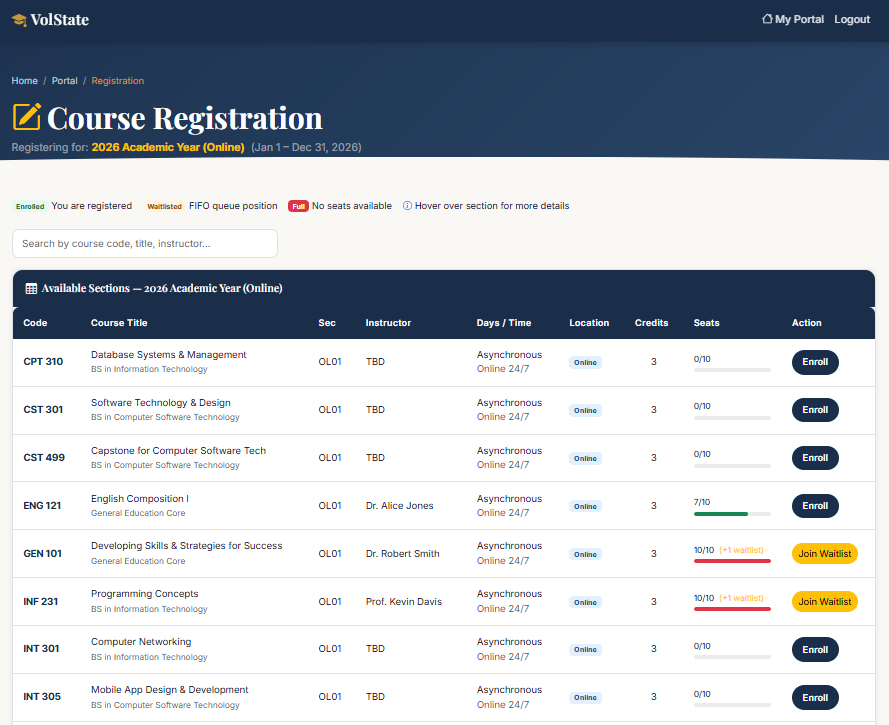 VolState
My Portal Logout
Home / Portal / Registration
Course Registration
Registering for: 2026 Academic Year (Online) (Jan 1 – Dec 31, 2026)
Enrolled You are registered Waitlisted FIFO queue position Full No seats available Hover over section for more details
Search by course code, title, instructor...
Available Sections — 2026 Academic Year (Online)
Code Course Title Sec Instructor Days / Time Location Credits Seats Action
CPT 310 Database Systems & Management OL01 TBD Asynchronous Online 3 0/10 Enroll
BS in Information Technology Online 24/7
CST 301 Software Technology & Design OL01 TBD Asynchronous Online 3 0/10 Enroll
BS in Computer Software Technology Online 24/7
CST 499 Capstone for Computer Software Tech OL01 TBD Asynchronous Online 3 0/10 Enroll
BS in Computer Software Technology Online 24/7
ENG 121 English Composition I OL01 Dr. Alice Jones Asynchronous Online 3 7/10 Enroll
General Education Core Online 24/7
GEN 101 Developing Skills & Strategies for Success OL01 Dr. Robert Smith Asynchronous Online 3 10/10 (+1 waitlist) Join Waitlist
General Education Core Online 24/7
INF 231 Programming Concepts OL01 Prof. Kevin Davis Asynchronous Online 3 10/10 (+1 waitlist) Join Waitlist
BS in Information Technology Online 24/7
INT 301 Computer Networking OL01 TBD Asynchronous Online 3 0/10 Enroll
BS in Information Technology Online 24/7
INT 305 Mobile App Design & Development OL01 TBD Asynchronous Online 3 0/10 Enroll
BS in Computer Software Technology Online 24/7